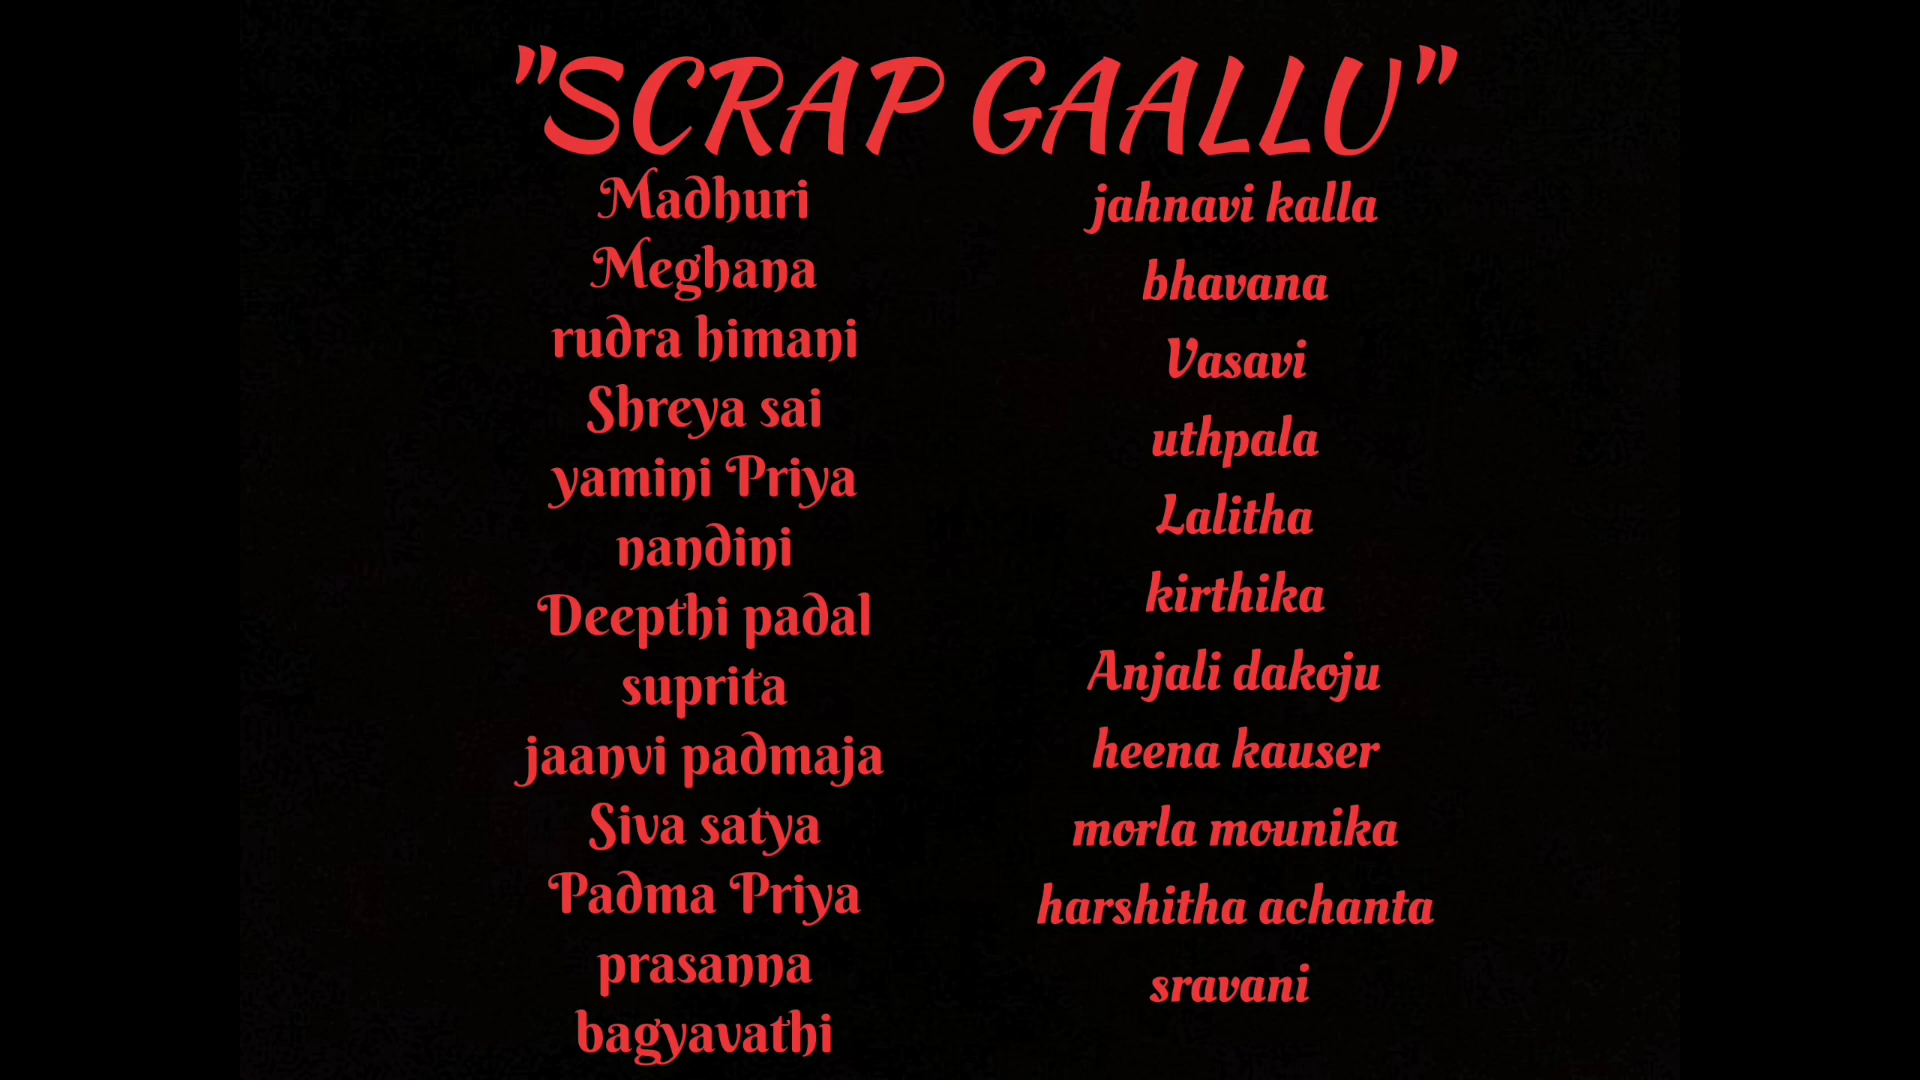 "SCRAP GAALLU"
Madhuri
Meghana
rudra himani
Shreya sai
yamini Priya
nandini
Deepthi padal
suprita
jaanvi padmaja
Siva satya
Padma Priya
prasanna
bagyavathi
jahnavi kalla
bhavana
Vasavi
uthpala
Lalitha
kirthika
Anjali dakoju
heena kauser
morla mounika
harshitha achanta
sravani